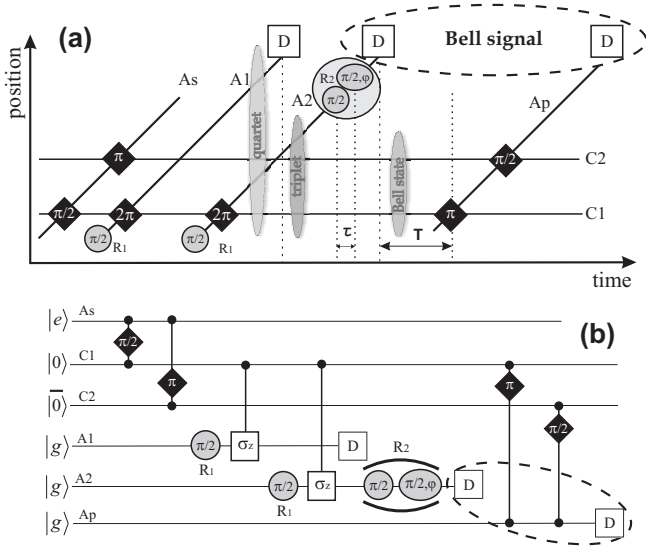 (a)
D
D
Bell signal
D
position
As
A1
A2
R2
π/2,φ
π/2
Ap
quartet
triplet
Bell state
π
π/2
C2
π/2
2π
2π
π
C1
π/2
R1
π/2
R1
τ
T
time
(b)
|e⟩ As
π/2
|0⟩ C1
π
π
|0̅⟩ C2
π/2
|g⟩ A1
π/2
σz
D
R1
R2
|g⟩ A2
π/2
σz
π/2
π/2,φ
D
R1
|g⟩ Ap
D